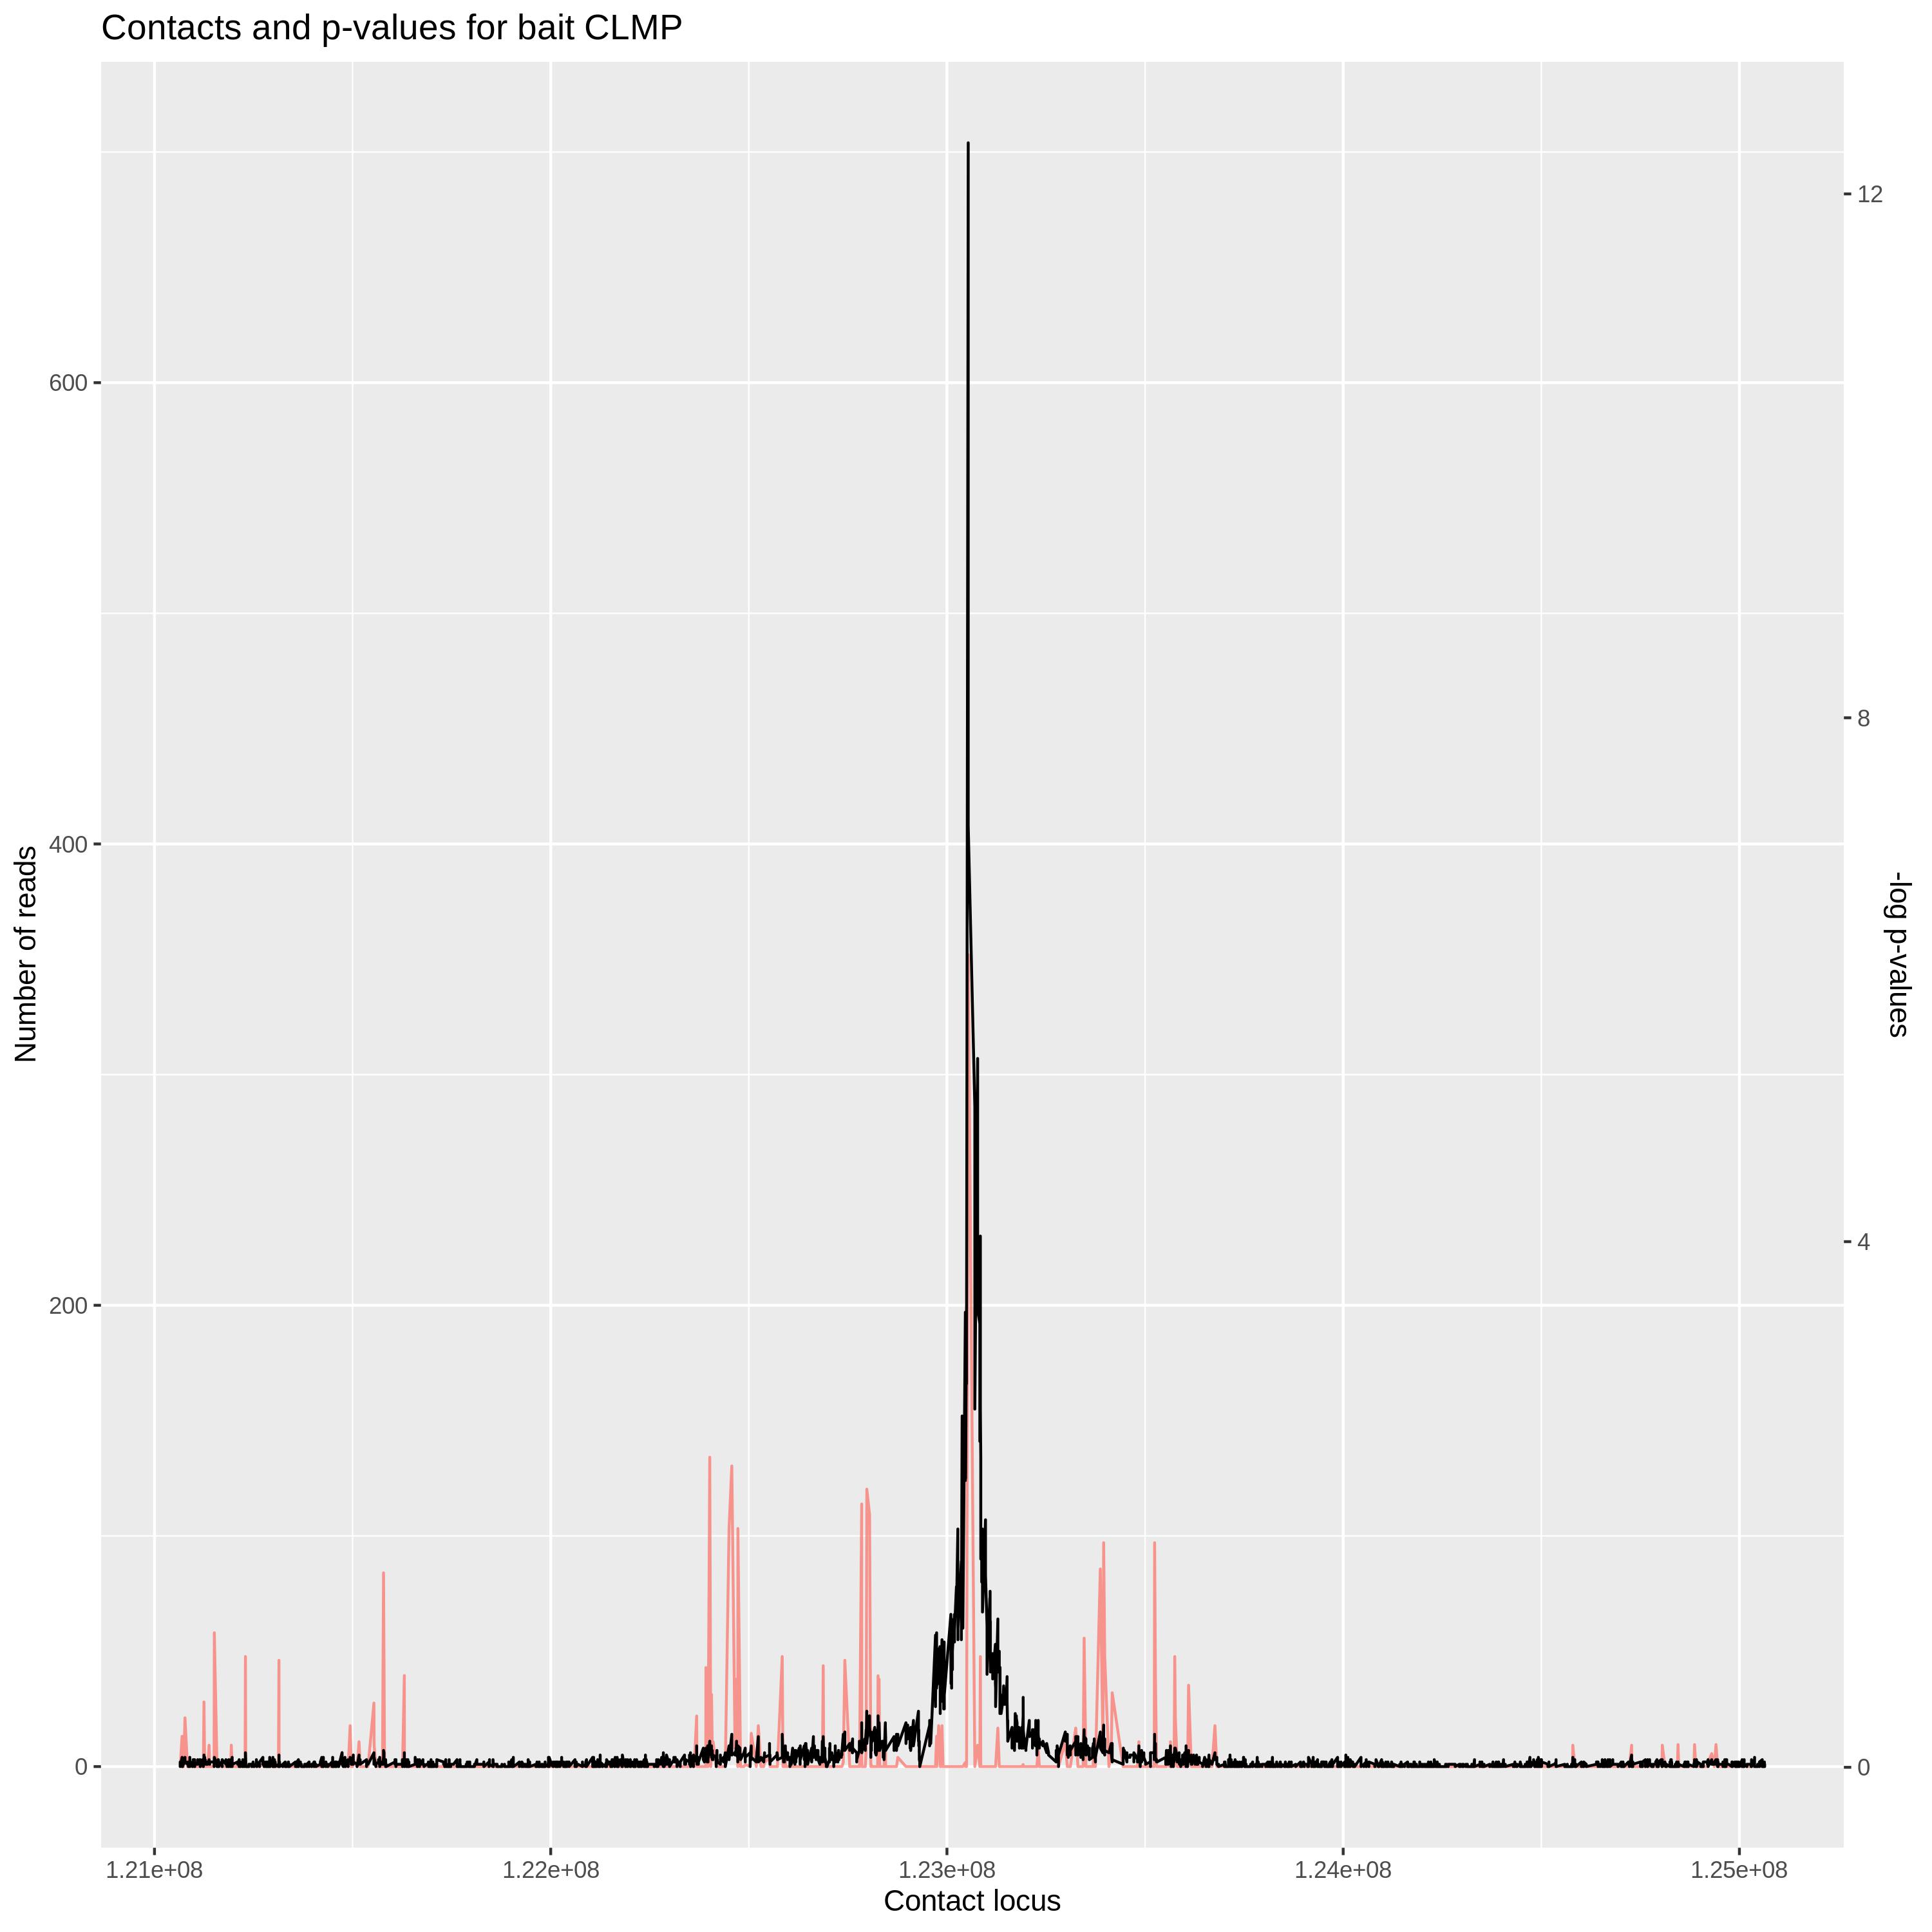 Contacts and p-values for bait CLMP
12
600
8
400
Number of reads
-log p-values
4
200
0
0
1.21e+08 1.22e+08 1.23e+08 1.24e+08 1.25e+08
Contact locus